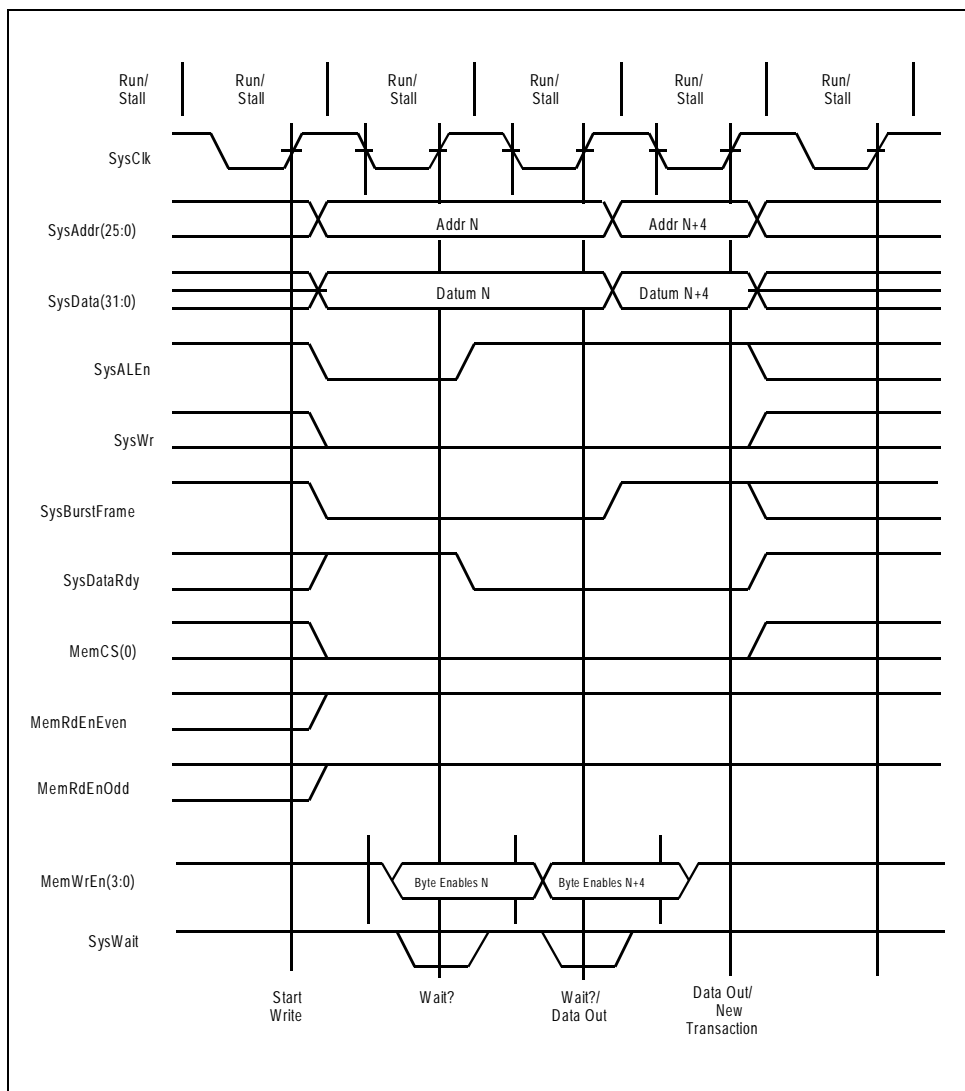 Run/ Run/ Run/ Run/ Run/ Run/
Stall Stall Stall Stall Stall Stall
SysClk
SysAddr(25:0) Addr N Addr N+4
SysData(31:0) Datum N Datum N+4
SysALEn
SysWr
SysBurstFrame
SysDataRdy
MemCS(0)
MemRdEnEven
MemRdEnOdd
MemWrEn(3:0) Byte Enables N Byte Enables N+4
SysWait
Start Wait? Wait?/ Data Out/
Write Data Out New
Transaction